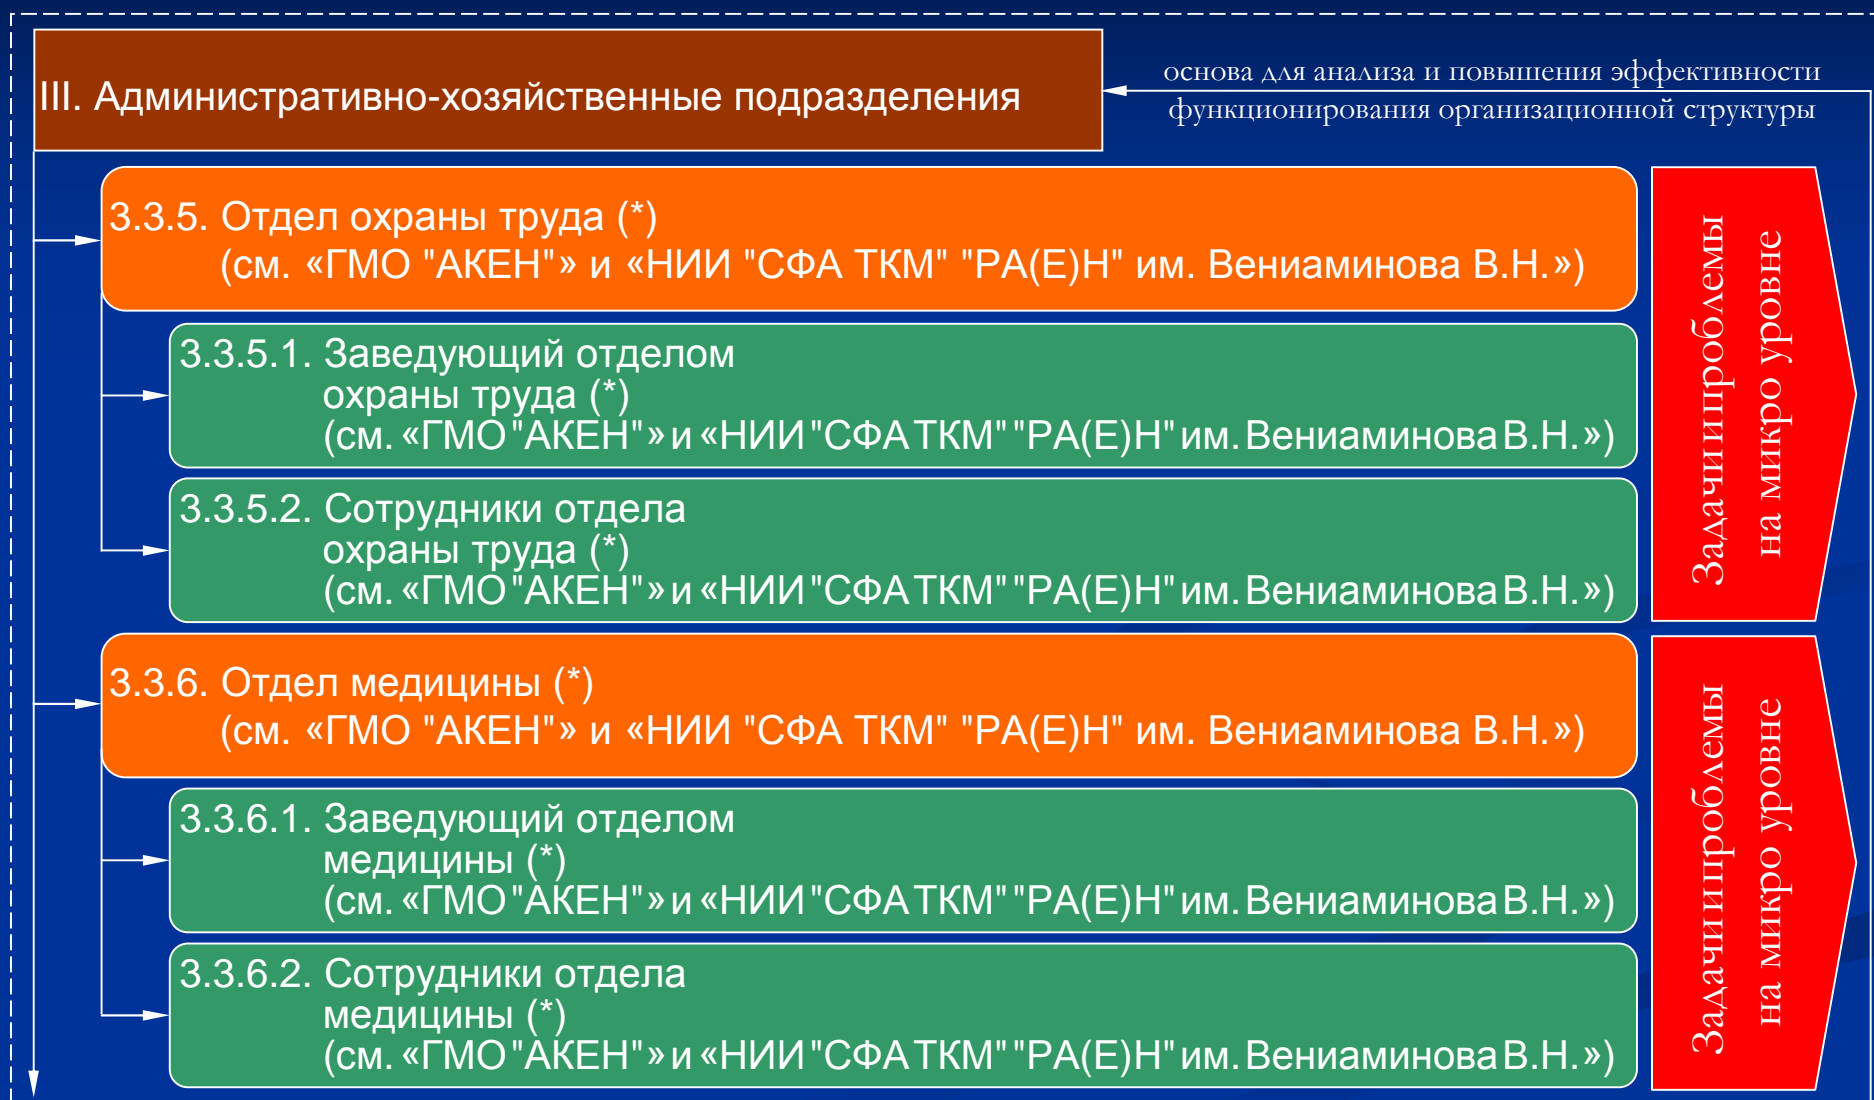 III. Административно-хозяйственные подразделения
основа для анализа и повышения эффективности
функционирования организационной структуры
3.3.5. Отдел охраны труда (*)
(см. «ГМО "АКЕН"» и «НИИ "СФА ТКМ" "РА(Е)Н" им. Вениаминова В.Н.»)
3.3.5.1. Заведующий отделом
охраны труда (*)
(см. «ГМО "АКЕН"» и «НИИ "СФА ТКМ" "РА(Е)Н" им. Вениаминова В.Н.»)
3.3.5.2. Сотрудники отдела
охраны труда (*)
(см. «ГМО "АКЕН"» и «НИИ "СФА ТКМ" "РА(Е)Н" им. Вениаминова В.Н.»)
Задачи и проблемы
на микро уровне
3.3.6. Отдел медицины (*)
(см. «ГМО "АКЕН"» и «НИИ "СФА ТКМ" "РА(Е)Н" им. Вениаминова В.Н.»)
3.3.6.1. Заведующий отделом
медицины (*)
(см. «ГМО "АКЕН"» и «НИИ "СФА ТКМ" "РА(Е)Н" им. Вениаминова В.Н.»)
3.3.6.2. Сотрудники отдела
медицины (*)
(см. «ГМО "АКЕН"» и «НИИ "СФА ТКМ" "РА(Е)Н" им. Вениаминова В.Н.»)
Задачи и проблемы
на микро уровне